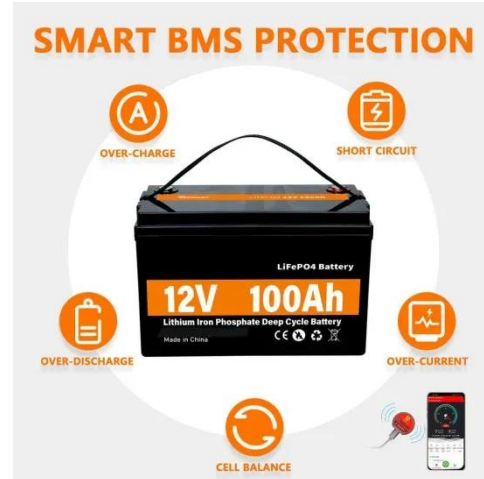 SMART BMS PROTECTION
OVER-CHARGE
SHORT CIRCUIT
LiFePO4 Battery
12V 100Ah
Lithium Iron Phosphate Deep Cycle Battery
Made in China
CE
OVER-DISCHARGE
OVER-CURRENT
CELL BALANCE